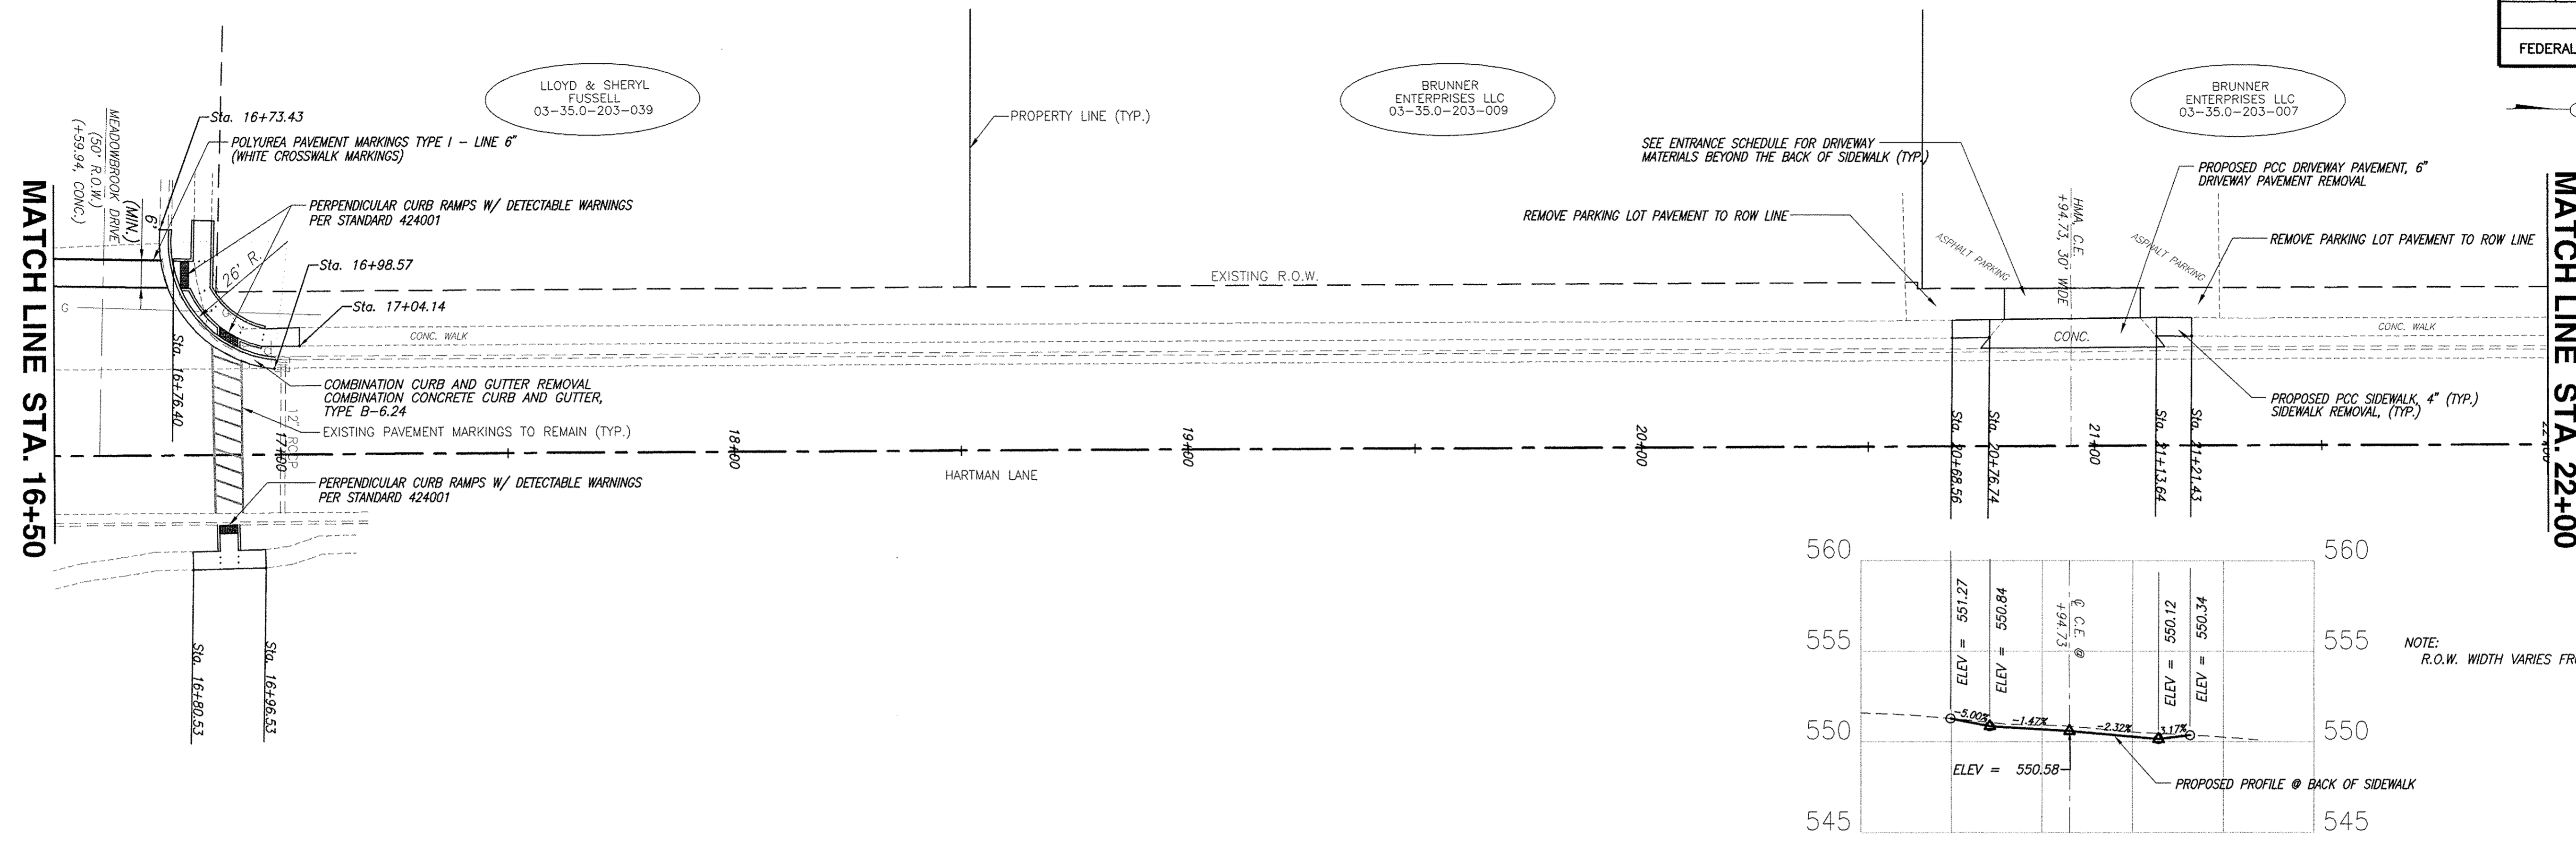 FEDERAL
LLOYD & SHERYL
FUSSELL
03-35.0-203-039
BRUNNER
ENTERPRISES LLC
03-35.0-203-009
BRUNNER
ENTERPRISES LLC
03-35.0-203-007
MATCH LINE STA. 16+50
MEADOWBROOK DRIVE
(50' R.O.W.)
(+59.94, CONC.)
6'
(MIN.)
Sta. 16+73.43
POLYUREA PAVEMENT MARKINGS TYPE I - LINE 6"
(WHITE CROSSWALK MARKINGS)
PERPENDICULAR CURB RAMPS W/ DETECTABLE WARNINGS
PER STANDARD 424001
26' R.
Sta. 16+98.57
Sta. 17+04.14
G
G
CONC. WALK
Sta. 16+76.40
COMBINATION CURB AND GUTTER REMOVAL
COMBINATION CONCRETE CURB AND GUTTER,
TYPE B-6.24
EXISTING PAVEMENT MARKINGS TO REMAIN (TYP.)
12" RCCP
17+00
PERPENDICULAR CURB RAMPS W/ DETECTABLE WARNINGS
PER STANDARD 424001
Sta. 16+80.53
Sta. 16+96.53
PROPERTY LINE (TYP.)
EXISTING R.O.W.
18+00
HARTMAN LANE
19+00
20+00
SEE ENTRANCE SCHEDULE FOR DRIVEWAY
MATERIALS BEYOND THE BACK OF SIDEWALK (TYP.)
REMOVE PARKING LOT PAVEMENT TO ROW LINE
ASPHALT PARKING
HMA, C.E.
+94.73, 30' WIDE
ASPHALT PARKING
PROPOSED PCC DRIVEWAY PAVEMENT, 6"
DRIVEWAY PAVEMENT REMOVAL
REMOVE PARKING LOT PAVEMENT TO ROW LINE
CONC.
CONC. WALK
PROPOSED PCC SIDEWALK, 4" (TYP.)
SIDEWALK REMOVAL, (TYP.)
Sta. 20+68.56
Sta. 20+76.74
21+00
Sta. 21+13.64
Sta. 21+21.43
22+00
MATCH LINE STA. 22+00
560
560
555
555
550
550
545
545
ELEV = 551.27
ELEV = 550.84
℄ C.E. @
+94.73
ELEV = 550.12
ELEV = 550.34
-5.00%
-1.47%
-2.32%
3.17%
ELEV = 550.58
PROPOSED PROFILE @ BACK OF SIDEWALK
NOTE:
R.O.W. WIDTH VARIES